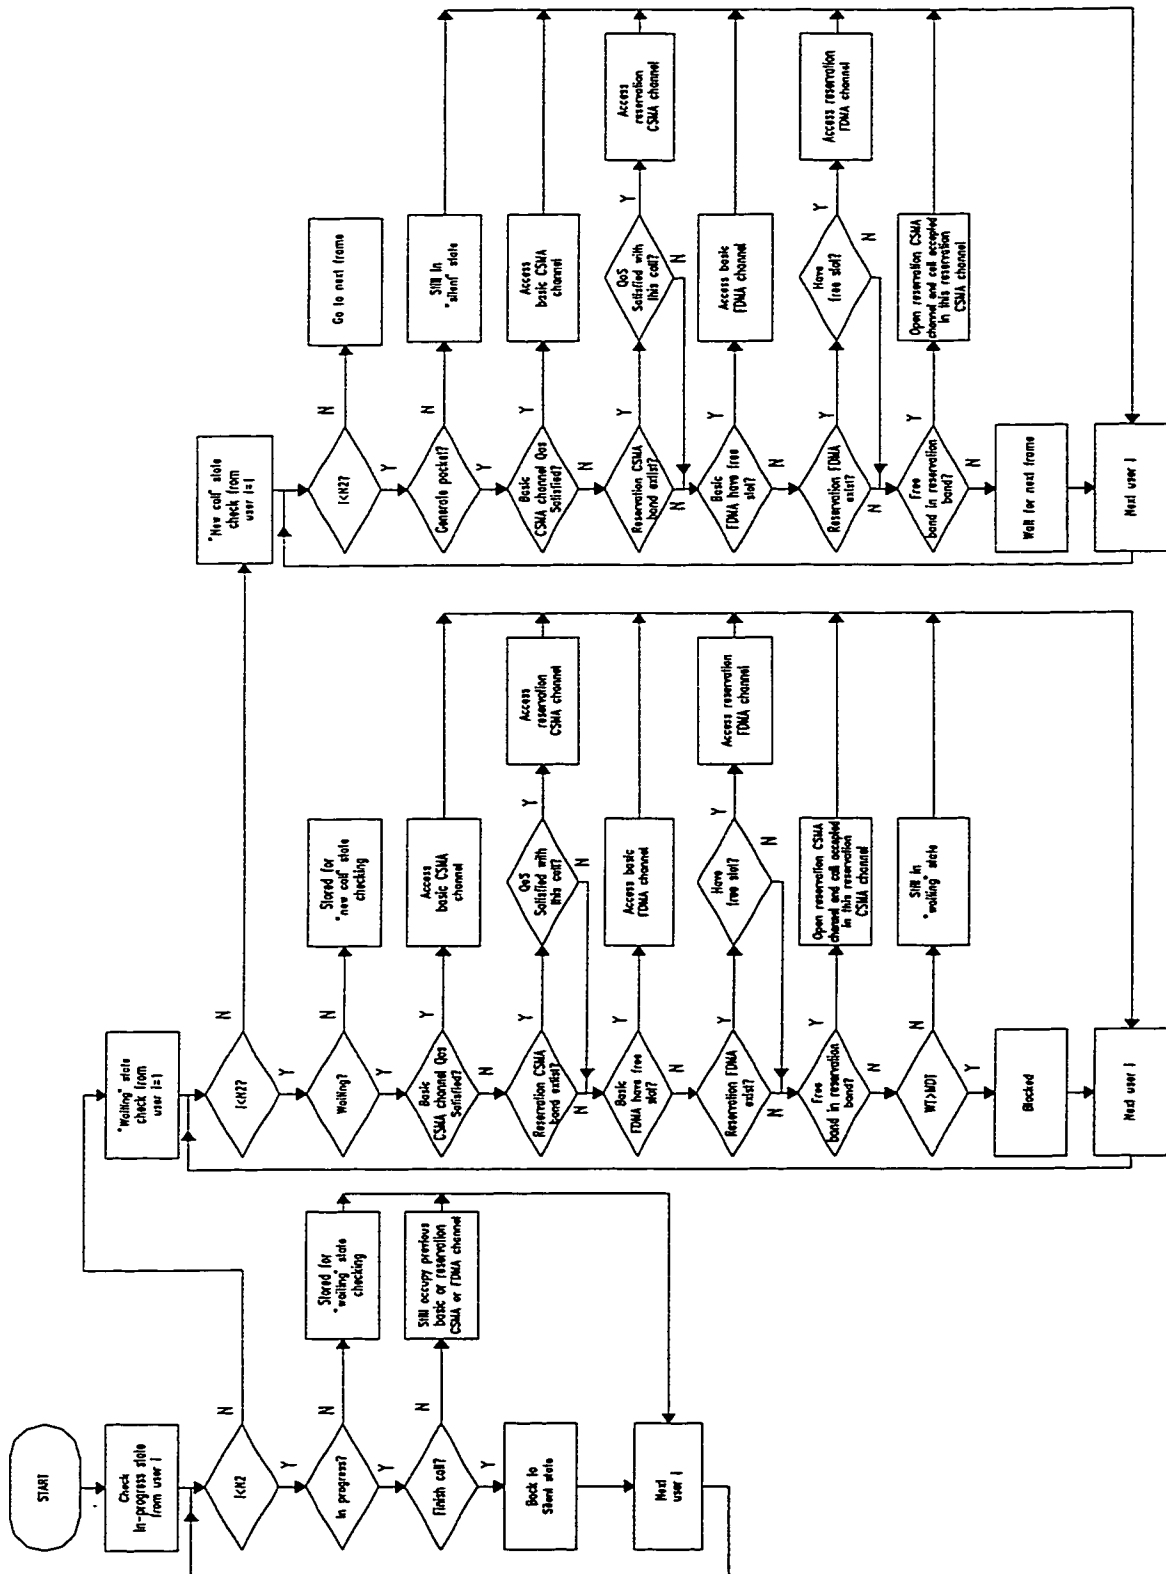 START
Check
in-progress state
from user i
i<N2
N
Y
In progress?
N
Y
Stored for
"waiting" state
checking
Finish call?
N
Y
Still occupy previous
basic or reservation
CSMA or FDMA channel
Back to
Silent state
Next
user i
"Waiting" state
check from
user i=1
i<N2?
N
Y
Waiting?
N
Y
Stored for
"new call" state
checking
Basic
CSMA channel Qos
Satisfied?
Y
N
Access
basic CSMA
channel
Reservation CSMA
band exist?
Y
N
QoS
Satisfied with
this call?
Y
N
Access
reservation
CSMA channel
Basic
FDMA have free
slot?
Y
N
Access basic
FDMA channel
Reservation FDMA
exist?
Y
N
Have
free slot?
Y
N
Access reservation
FDMA channel
Free
band in reservation
band?
Y
N
Open reservation CSMA
channel and call accepted
in this reservation
CSMA channel
WT>MDT
N
Y
Still in
"waiting" state
Blocked
Next user i
"New call" state
check from
user i=1
i<N2?
N
Y
Go to next frame
Generate packet?
N
Y
Still in
"silent" state
Basic
CSMA channel Qos
Satisfied?
Y
N
Access
basic CSMA
channel
Reservation CSMA
band exist?
Y
N
QoS
Satisfied with
this call?
Y
N
Access
reservation
CSMA channel
Basic
FDMA have free
slot?
Y
N
Access basic
FDMA channel
Reservation FDMA
exist?
Y
N
Have
free slot?
Y
N
Access reservation
FDMA channel
Free
band in reservation
band?
Y
N
Open reservation CSMA
channel and call accepted
in this reservation
CSMA channel
Wait for next frame
Next user i